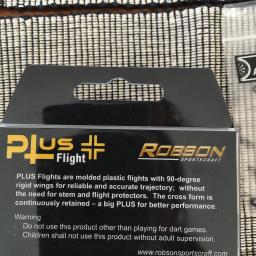 PLUS
Flight
ROBSON
SPORTSCRAFT
PLUS Flights are molded plastic flights with 90-degree
rigid wings for reliable and accurate trajectory; without
the need for stem and flight protectors. The cross form is
continuously retained – a big PLUS for better performance.
Warning
- Do not use this product other than playing for dart games.
- Children shall not use this product without adult supervision.
www.robsonsportscraft.com